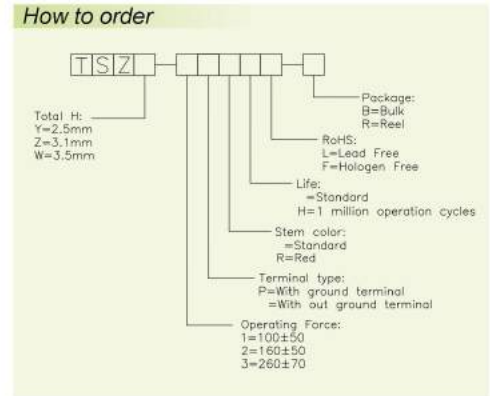 How to order
TSZ
Total H:
Y=2.5mm
Z=3.1mm
W=3.5mm
Package:
B=Bulk
R=Reel
RoHS:
L=Lead Free
F=Hologen Free
Life:
=Standard
H=1 million operation cycles
Stem color:
=Standard
R=Red
Terminal type:
P=With ground terminal
=With out ground terminal
Operating Force:
1=100±50
2=160±50
3=260±70